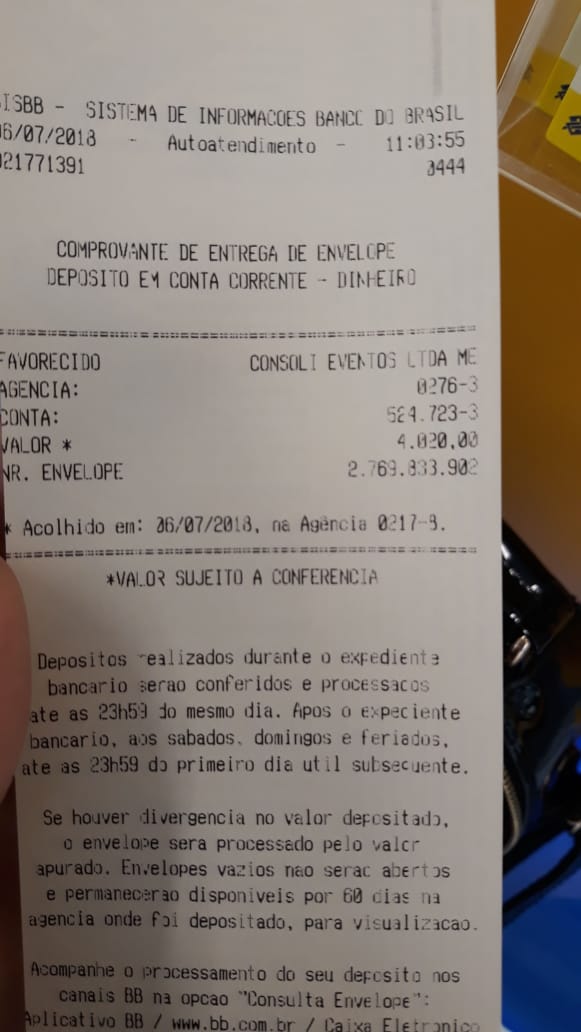 SISBB - SISTEMA DE INFORMACOES BANCO DO BRASIL
06/07/2018 - Autoatendimento - 11:03:55
021771391 0444
COMPROVANTE DE ENTREGA DE ENVELOPE
DEPOSITO EM CONTA CORRENTE - DINHEIRO
FAVORECIDO CONSOLI EVENTOS LTDA ME
AGENCIA: 0276-3
CONTA: 524.723-3
VALOR * 4.020,00
NR. ENVELOPE 2.769.833.902
* Acolhido em: 06/07/2018, na Agência 0217-8.
*VALOR SUJEITO A CONFERENCIA
Depositos realizados durante o expediente
bancario serao conferidos e processados
ate as 23h59 do mesmo dia. Apos o expediente
bancario, aos sabados, domingos e feriados,
ate as 23h59 do primeiro dia util subsequente.
Se houver divergencia no valor depositado,
o envelope sera processado pelo valor
apurado. Envelopes vazios nao serao abertos
e permanecerao disponiveis por 60 dias na
agencia onde foi depositado, para visualizacao.
Acompanhe o processamento do seu deposito nos
canais BB na opcao "Consulta Envelope":
Aplicativo BB / www.bb.com.br / Caixa Eletronico